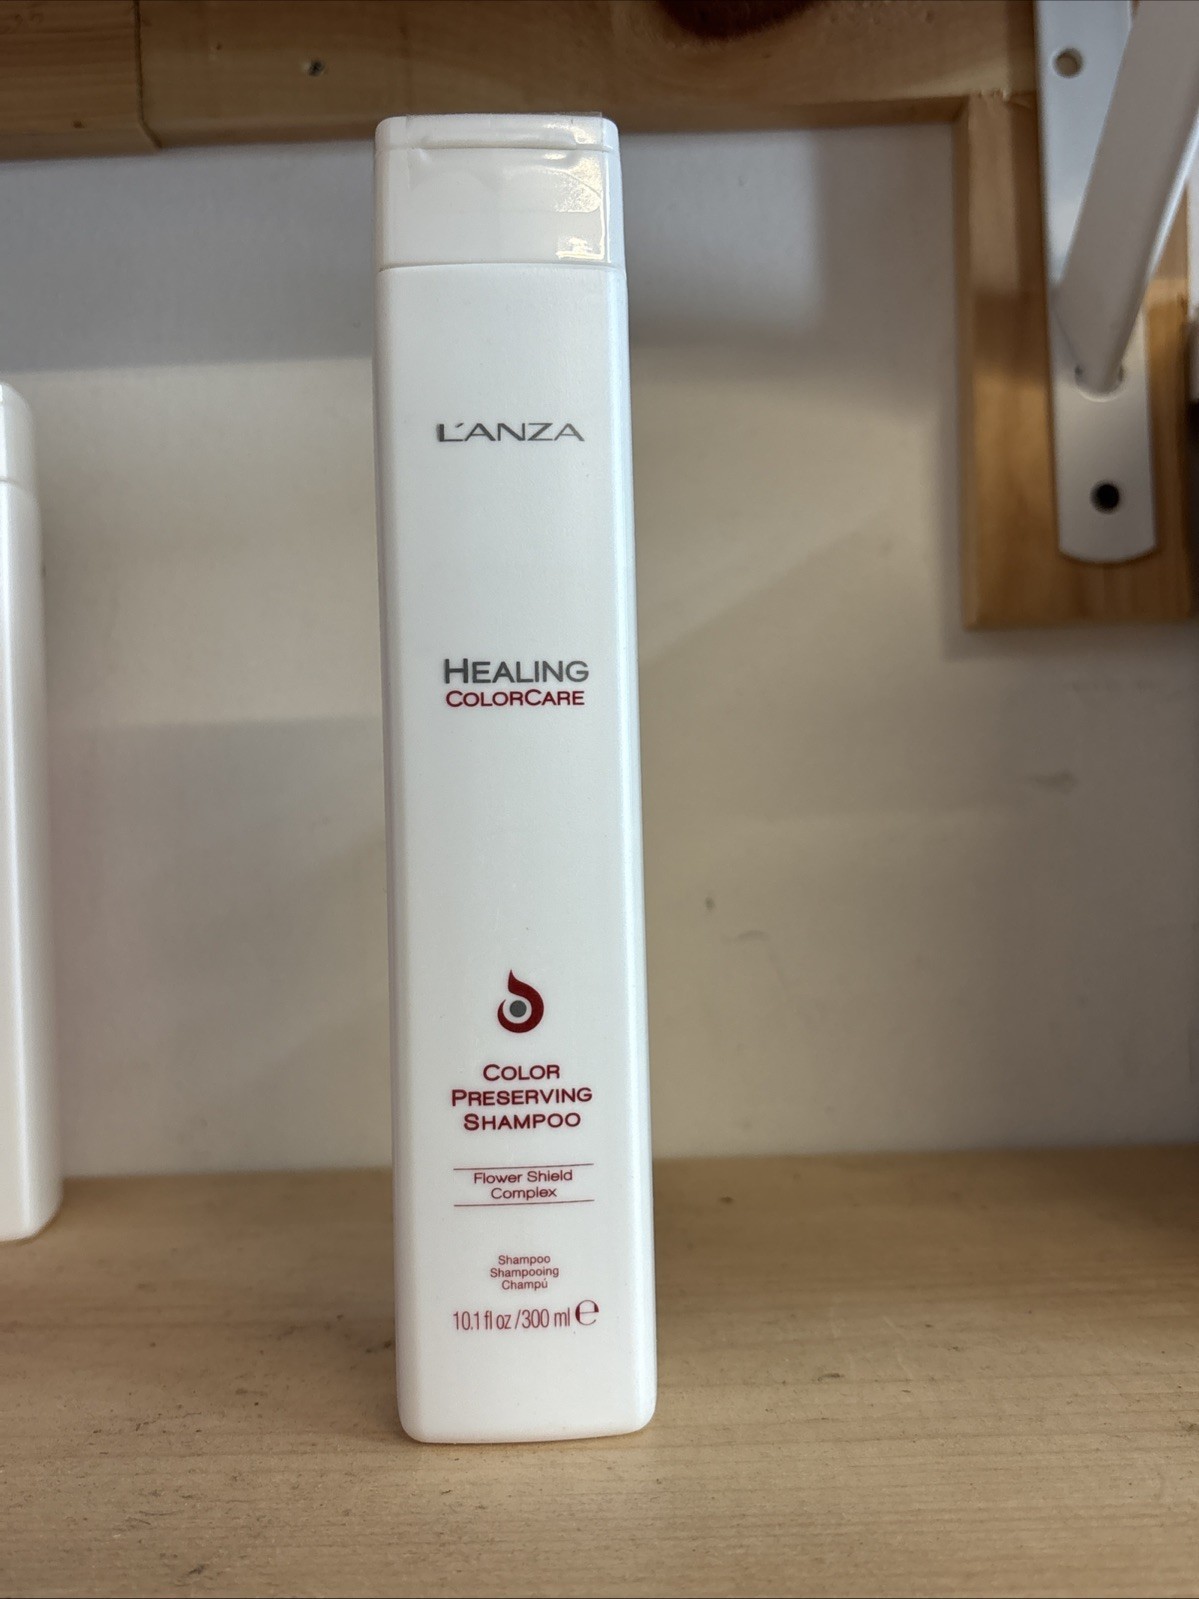 L'ANZA
HEALING
COLORCARE
COLOR
PRESERVING
SHAMPOO
Flower Shield
Complex
Shampoo
Shampooing
Champú
10.1 fl oz/300 ml ℮